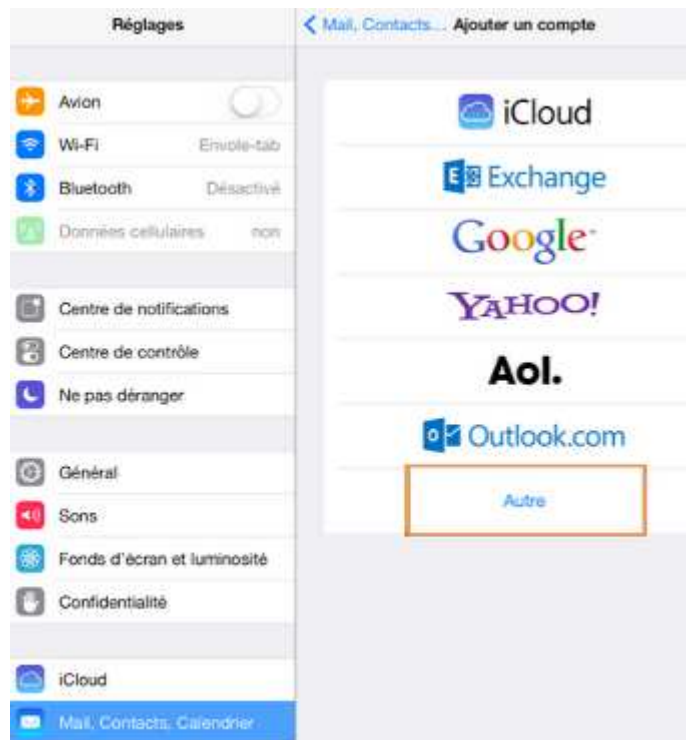 Réglages
Mail, Contacts... Ajouter un compte
Avion
Wi-Fi Envole-tab
Bluetooth Désactivé
Données cellulaires non
Centre de notifications
Centre de contrôle
Ne pas déranger
Général
Sons
Fonds d'écran et luminosité
Confidentialité
iCloud
Mail, Contacts, Calendrier
iCloud
Exchange
Google
YAHOO!
Aol.
Outlook.com
Autre